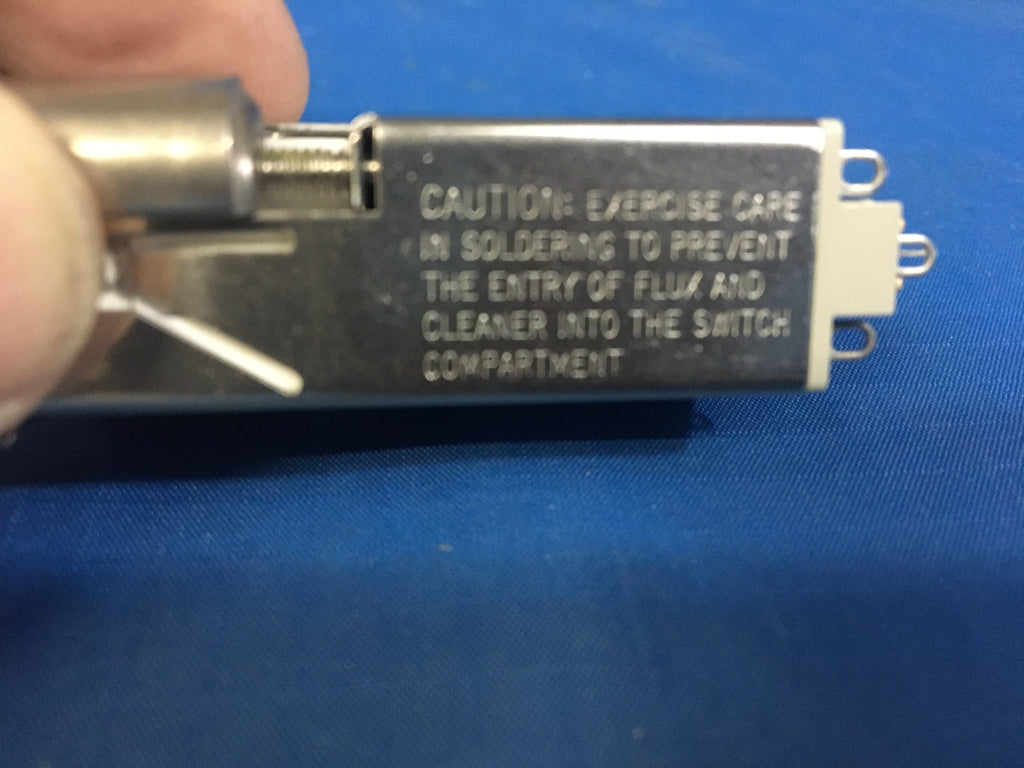 CAUTION: EXERCISE CARE
IN SOLDERING TO PREVENT
THE ENTRY OF FLUX AND
CLEANER INTO THE SWITCH
COMPARTMENT